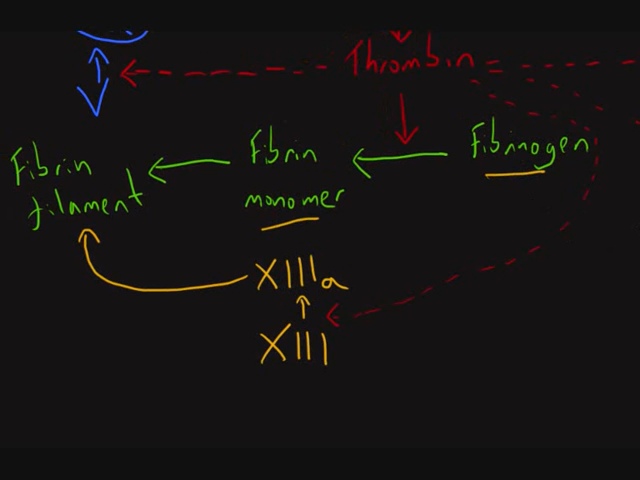 Thrombin
Fibrinogen
Fibrin
monomer
Fibrin
filament
XIIIa
XIII